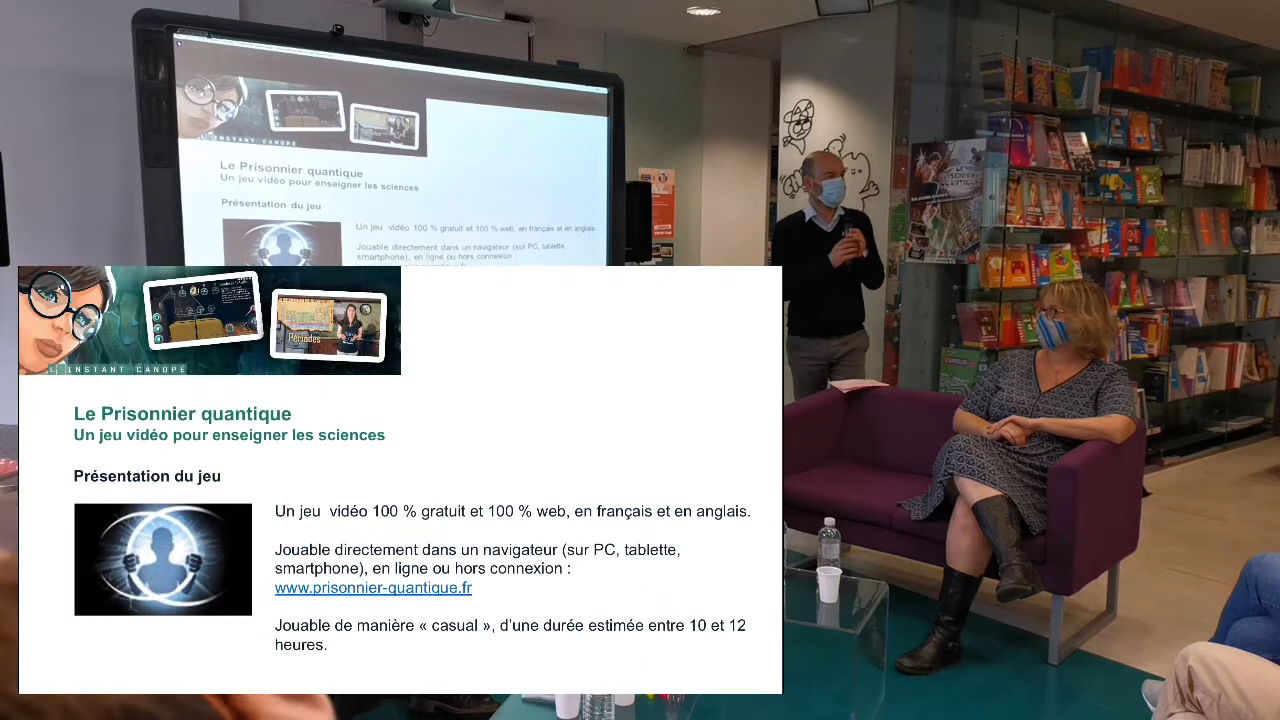 L'INSTANT CANOPÉ
Le Prisonnier quantique
Un jeu vidéo pour enseigner les sciences
Présentation du jeu
Un jeu vidéo 100 % gratuit et 100 % web, en français et en anglais.
Jouable directement dans un navigateur (sur PC, tablette,
smartphone), en ligne ou hors connexion
LE
PRISONNIER
QUANTIQUE
Périodes
L'INSTANT CANOPÉ
Le Prisonnier quantique
Un jeu vidéo pour enseigner les sciences
Présentation du jeu
Un jeu  vidéo 100 % gratuit et 100 % web, en français et en anglais.
Jouable directement dans un navigateur (sur PC, tablette,
smartphone), en ligne ou hors connexion :
www.prisonnier-quantique.fr
Jouable de manière « casual », d'une durée estimée entre 10 et 12
heures.